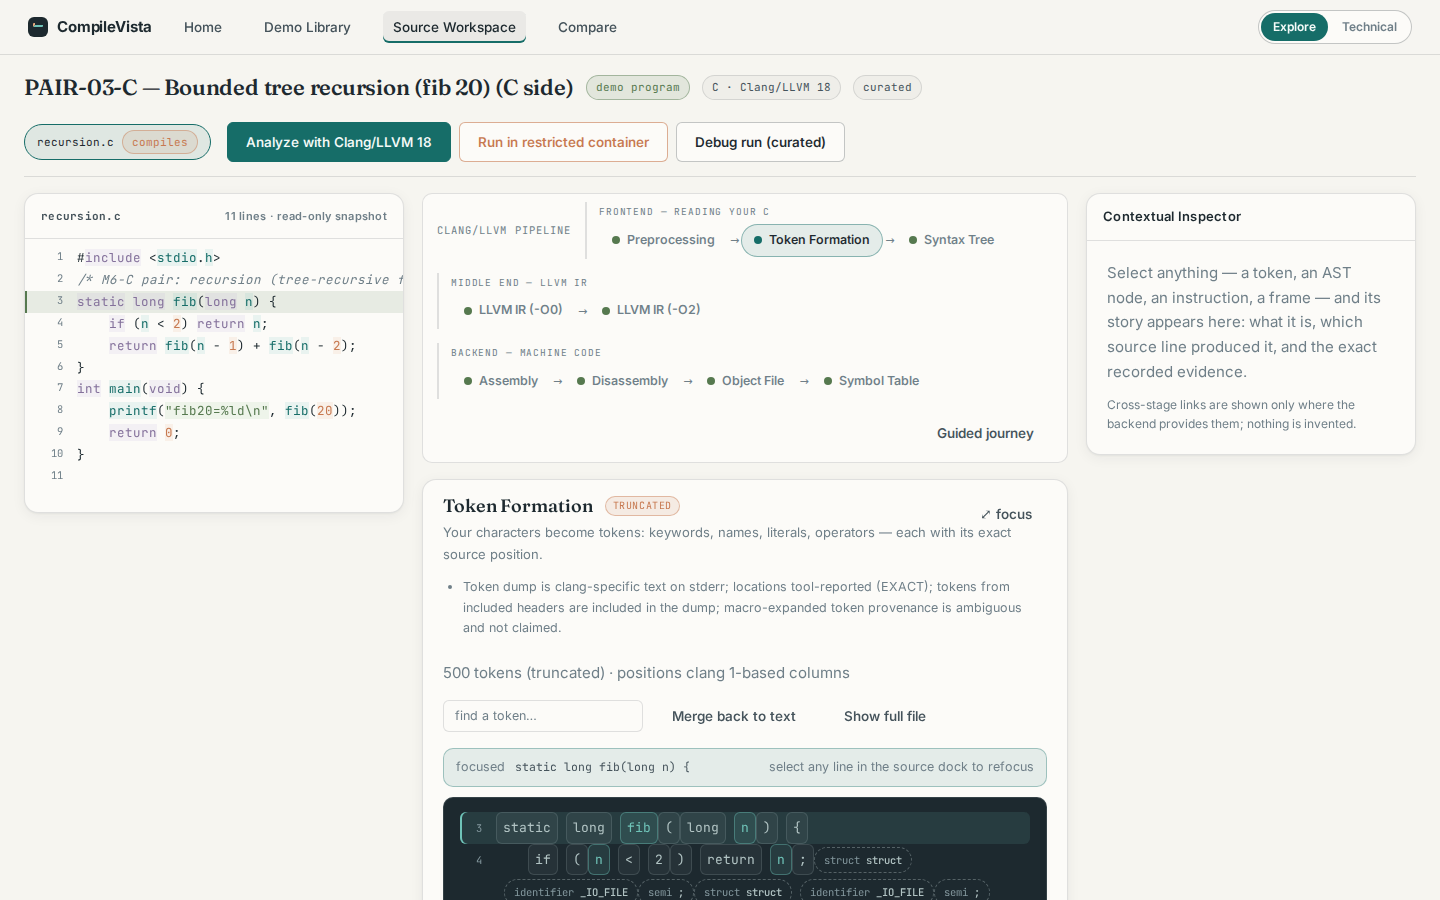 CompileVista Home Demo Library Source Workspace Compare Explore Technical
PAIR-03-C — Bounded tree recursion (fib 20) (C side) demo program C · Clang/LLVM 18 curated
recursion.c compiles Analyze with Clang/LLVM 18 Run in restricted container Debug run (curated)
recursion.c 11 lines · read-only snapshot
1 #include <stdio.h>
2 /* M6-C pair: recursion (tree-recursive f
3 static long fib(long n) {
4 if (n < 2) return n;
5 return fib(n - 1) + fib(n - 2);
6 }
7 int main(void) {
8 printf("fib20=%ld\n", fib(20));
9 return 0;
10 }
11
CLANG/LLVM PIPELINE
FRONTEND — READING YOUR C
Preprocessing → Token Formation → Syntax Tree
MIDDLE END — LLVM IR
LLVM IR (-O0) → LLVM IR (-O2)
BACKEND — MACHINE CODE
Assembly → Disassembly → Object File → Symbol Table
Guided journey
Token Formation TRUNCATED
⤢ focus
Your characters become tokens: keywords, names, literals, operators — each with its exact
source position.
• Token dump is clang-specific text on stderr; locations tool-reported (EXACT); tokens from
included headers are included in the dump; macro-expanded token provenance is ambiguous
and not claimed.
500 tokens (truncated) · positions clang 1-based columns
find a token... Merge back to text Show full file
focused static long fib(long n) { select any line in the source dock to refocus
3 static long fib ( long n ) {
4 if ( n < 2 ) return n ; struct struct
identifier _IO_FILE semi ; struct struct identifier _IO_FILE semi ;
Contextual Inspector
Select anything — a token, an AST
node, an instruction, a frame — and its
story appears here: what it is, which
source line produced it, and the exact
recorded evidence.
Cross-stage links are shown only where the
backend provides them; nothing is invented.